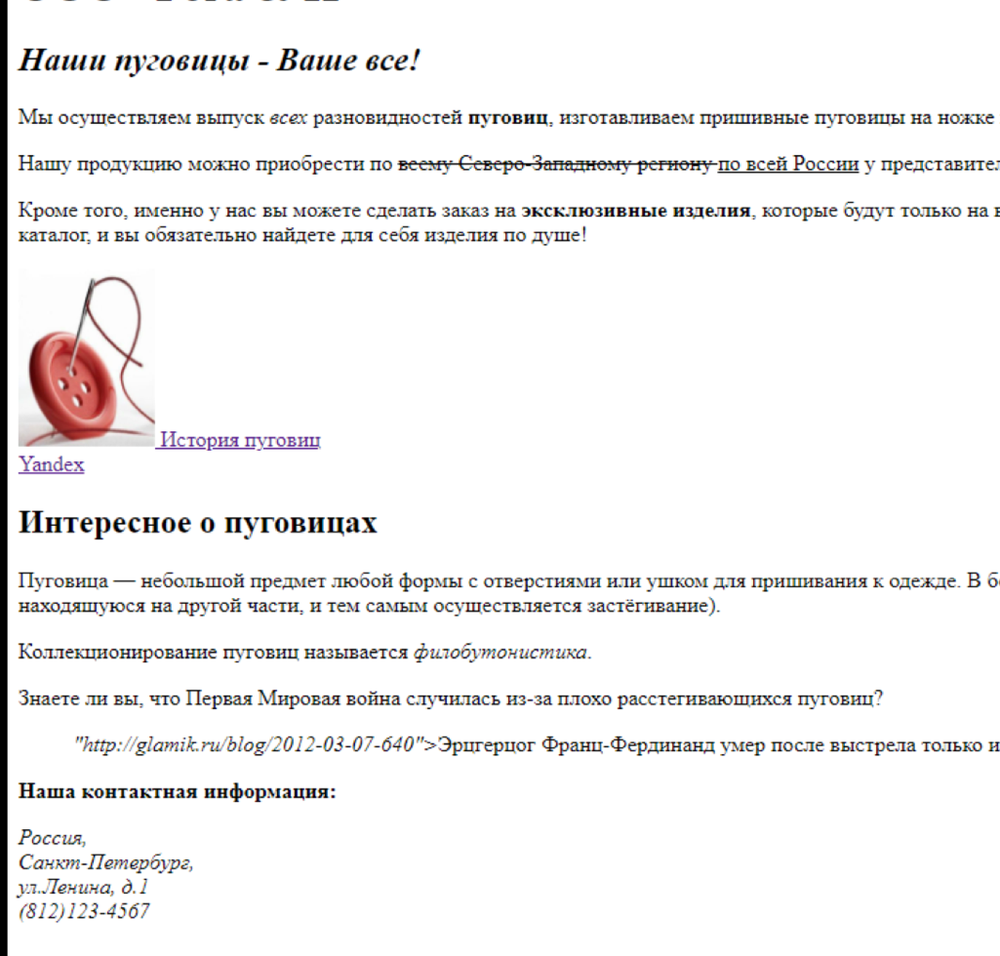 Наши пуговицы - Ваше все!
Мы осуществляем выпуск всех разновидностей пуговиц, изготавливаем пришивные пуговицы на ножке
Нашу продукцию можно приобрести по всему Северо-Западному региону по всей России у
Кроме того, именно у нас вы можете сделать заказ на эксклюзивные изделия, которые будут только на
каталог, и вы обязательно найдете для себя изделия по душе!
История пуговиц
Yandex
Интересное о пуговицах
Пуговица — небольшой предмет любой формы с отверстиями или ушком для пришивания к одежде. В
находящуюся на другой части, и тем самым осуществляется застёгивание).
Коллекционирование пуговиц называется филобутонистика.
Знаете ли вы, что Первая Мировая война случилась из-за плохо расстегивающихся пуговиц?
"http://glamik.ru/blog/2012-03-07-640">Эрцгерцог Франц-Фердинанд умер после выстрела только
Наша контактная информация:
Россия,
Санкт-Петербург,
ул.Ленина, д.1
(812)123-4567